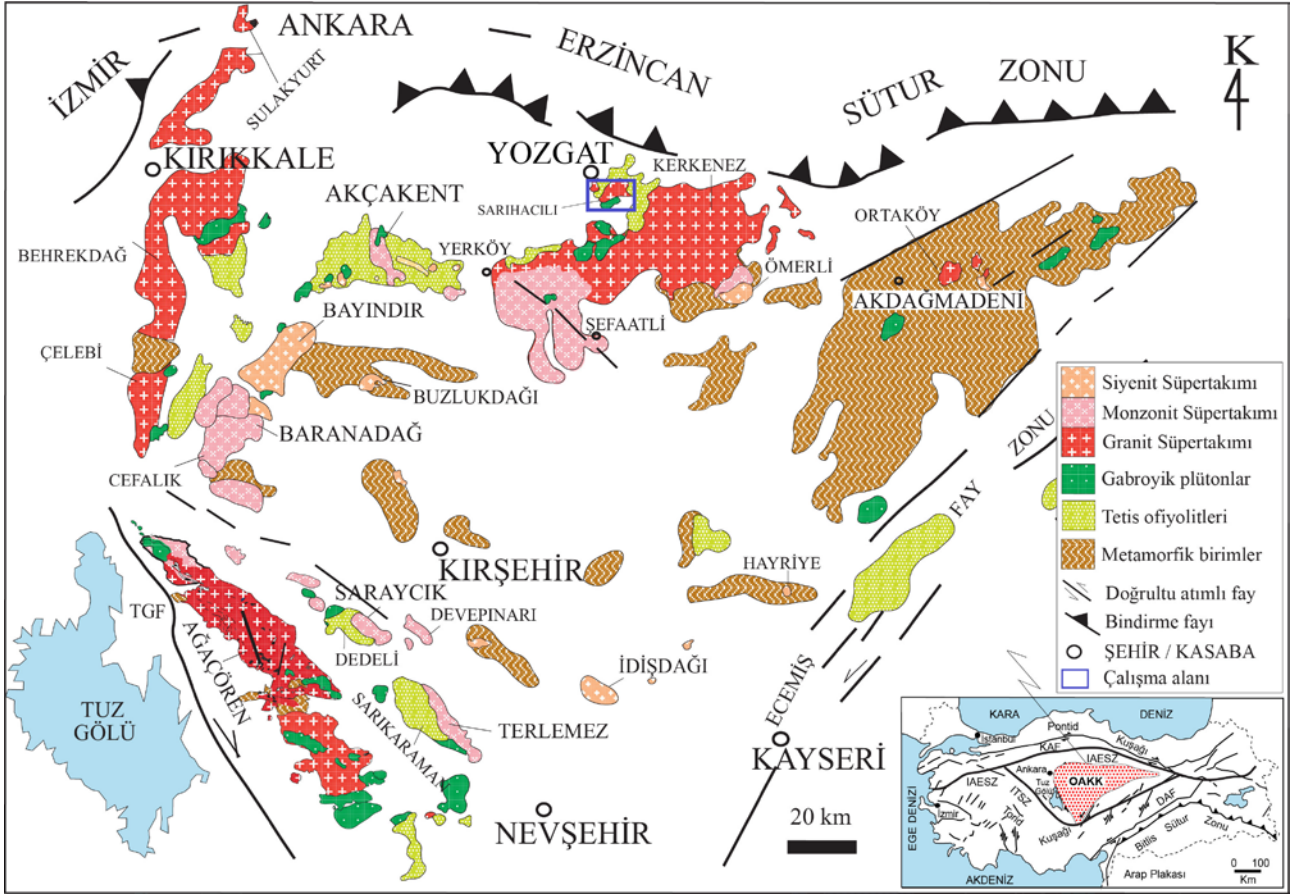 İZMİR
ANKARA
ERZİNCAN
SÜTUR
ZONU
K
SULAKYURT
KIRIKKALE
YOZGAT
KERKENEZ
AKÇAKENT
SARIHACILI
ORTAKÖY
BEHREKDAĞ
YERKÖY
ÖMERLİ
AKDAĞMADENİ
BAYINDIR
ŞEFAATLİ
ÇELEBİ
BUZLUKDAĞI
BARANADAĞ
CEFALIK
ZONU
FAY
ECEMİŞ
KIRŞEHİR
HAYRİYE
SARAYCIK
DEVEPINARI
TGF
DEDELİ
İDİŞDAĞI
AĞAÇÖREN
TUZ
GÖLÜ
SARIKARAMAN
TERLEMEZ
KAYSERİ
NEVŞEHİR
20 km
Siyenit Süpertakımı
Monzonit Süpertakımı
Granit Süpertakımı
Gabroyik plütonlar
Tetis ofiyolitleri
Metamorfik birimler
Doğrultu atımlı fay
Bindirme fayı
ŞEHİR / KASABA
Çalışma alanı
KARA
DENİZ
Pontid
Kuşağı
İstanbul
KAF
IAESZ
Ankara
OAKK
IAESZ
Tuz
Gölü
ITSZ
DAF
İzmir
Torid
Kuşağı
Bitlis
Sütur
Zonu
EGE DENİZİ
AKDENİZ
Arap Plakası
0 100
Km